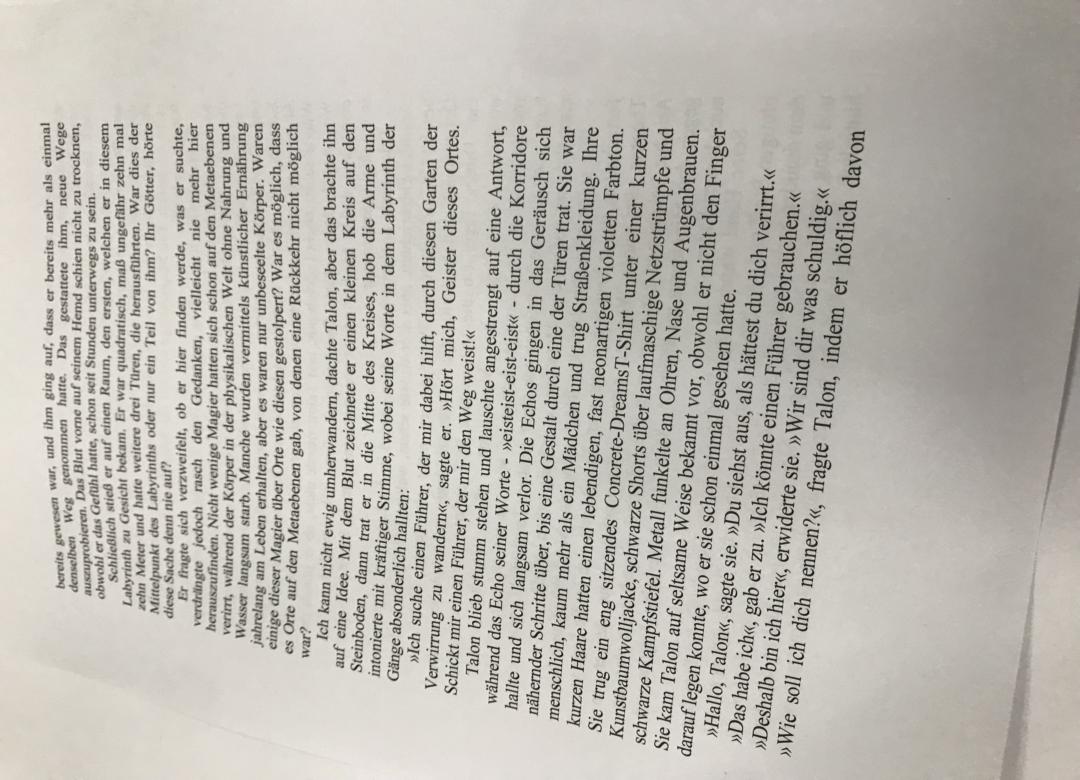 bereits gewesen war, und ihm ging auf, dass er bereits mehr als einmal
denselben Weg genommen hatte. Das gestattete ihm, neue Wege
auszuprobieren. Das Blut vorne auf seinem Hemd schien nicht zu trocknen,
obwohl er das Gefühl hatte, schon seit Stunden unterwegs zu sein.
Schließlich stieß er auf einen Raum, den ersten, welchen er in diesem
Labyrinth zu Gesicht bekam. Er war quadratisch, maß ungefähr zehn mal
zehn Meter und hatte weitere drei Türen, die herausführten. War dies der
Mittelpunkt des Labyrinths oder nur ein Teil von ihm? Ihr Götter, hörte
diese Sache denn nie auf?
Er fragte sich verzweifelt, ob er hier finden werde, was er suchte,
verdrängte jedoch rasch den Gedanken, vielleicht nie mehr hier
herauszufinden. Nicht wenige Magier hatten sich schon auf den Metaebenen
verirrt, während der Körper in der physikalischen Welt ohne Nahrung und
Wasser langsam starb. Manche wurden vermittels künstlicher Ernährung
jahrelang am Leben erhalten, aber es waren nur unbeseelte Körper. Waren
einige dieser Magier über Orte wie diesen gestolpert? War es möglich, dass
es Orte auf den Metaebenen gab, von denen eine Rückkehr nicht möglich
war?
Ich kann nicht ewig umherwandern, dachte Talon, aber das brachte ihn
auf eine Idee. Mit dem Blut zeichnete er einen kleinen Kreis auf den
Steinboden, dann trat er in die Mitte des Kreises, hob die Arme und
intonierte mit kräftiger Stimme, wobei seine Worte in dem Labyrinth der
Gänge absonderlich hallten:
»Ich suche einen Führer, der mir dabei hilft, durch diesen Garten der
Verwirrung zu wandern«, sagte er. »Hört mich, Geister dieses Ortes.
Schickt mir einen Führer, der mir den Weg weist!«
Talon blieb stumm stehen und lauschte angestrengt auf eine Antwort,
während das Echo seiner Worte - »eisteist-eist-eist« - durch die Korridore
hallte und sich langsam verlor. Die Echos gingen in das Geräusch sich
nähernder Schritte über, bis eine Gestalt durch eine der Türen trat. Sie war
menschlich, kaum mehr als ein Mädchen und trug Straßenkleidung. Ihre
kurzen Haare hatten einen lebendigen, fast neonartigen violetten Farbton.
Sie trug ein eng sitzendes Concrete-DreamsT-Shirt unter einer kurzen
Kunstbaumwolljacke, schwarze Shorts über laufmaschige Netzstrümpfe und
schwarze Kampfstiefel. Metall funkelte an Ohren, Nase und Augenbrauen.
Sie kam Talon auf seltsame Weise bekannt vor, obwohl er nicht den Finger
darauf legen konnte, wo er sie schon einmal gesehen hatte.
»Hallo, Talon«, sagte sie. »Du siehst aus, als hättest du dich verirrt.«
»Das habe ich«, gab er zu. »Ich könnte einen Führer gebrauchen.«
»Deshalb bin ich hier«, erwiderte sie. »Wir sind dir was schuldig.«
»Wie soll ich dich nennen?«, fragte Talon, indem er höflich davon